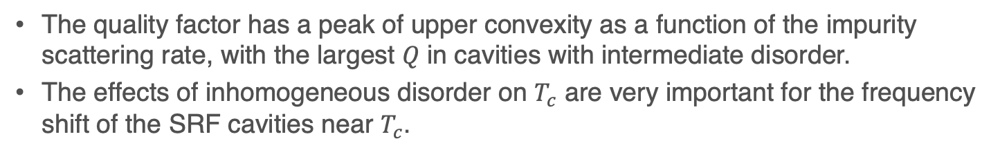 • The quality factor has a peak of upper convexity as a function of the impurity
scattering rate, with the largest Q in cavities with intermediate disorder.
• The effects of inhomogeneous disorder on T_c are very important for the frequency
shift of the SRF cavities near T_c.